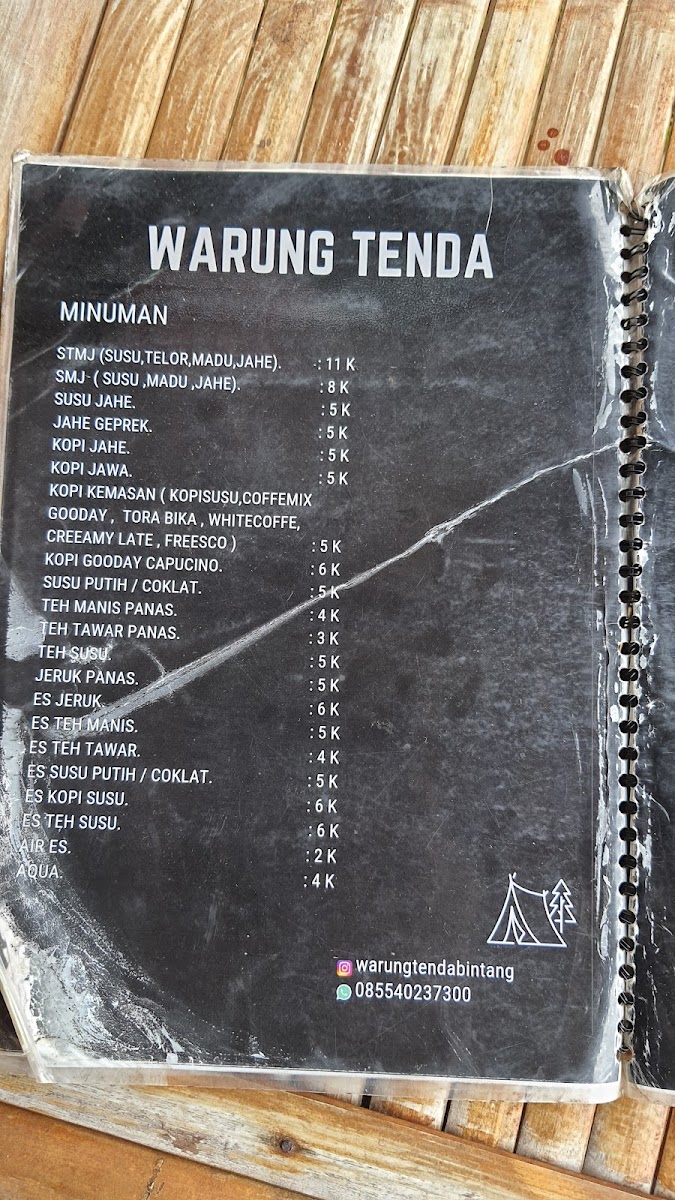 WARUNG TENDA
MINUMAN
STMJ (SUSU,TELOR,MADU,JAHE). : 11 K
SMJ ( SUSU ,MADU ,JAHE). : 8 K
SUSU JAHE. : 5 K
JAHE GEPREK. : 5 K
KOPI JAHE. : 5 K
KOPI JAWA. : 5 K
KOPI KEMASAN ( KOPISUSU,COFFEMIX
GOODAY , TORA BIKA , WHITECOFFE,
CREEAMY LATE , FREESCO ) : 5 K
KOPI GOODAY CAPUCINO. : 6 K
SUSU PUTIH / COKLAT. : 5 K
TEH MANIS PANAS. : 4 K
TEH TAWAR PANAS. : 3 K
TEH SUSU. : 5 K
JERUK PANAS. : 5 K
ES JERUK. : 6 K
ES TEH MANIS. : 5 K
ES TEH TAWAR. : 4 K
ES SUSU PUTIH / COKLAT. : 5 K
ES KOPI SUSU. : 6 K
ES TEH SUSU. : 6 K
AIR ES. : 2 K
AQUA. : 4 K
warungtendabintang
085540237300